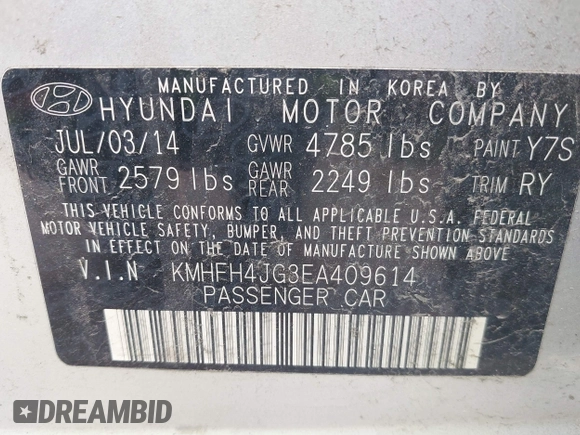 MANUFACTURED IN KOREA BY
HYUNDAI MOTOR COMPANY
JUL/03/14 GVWR 4785 lbs PAINT Y7S
GAWR FRONT 2579 lbs GAWR REAR 2249 lbs TRIM RY
THIS VEHICLE CONFORMS TO ALL APPLICABLE U.S.A. FEDERAL
MOTOR VEHICLE SAFETY, BUMPER, AND THEFT PREVENTION STANDARDS
IN EFFECT ON THE DATE OF MANUFACTURE SHOWN ABOVE.
V.I.N KMHFH4JG3EA409614
PASSENGER CAR
DREAMBID